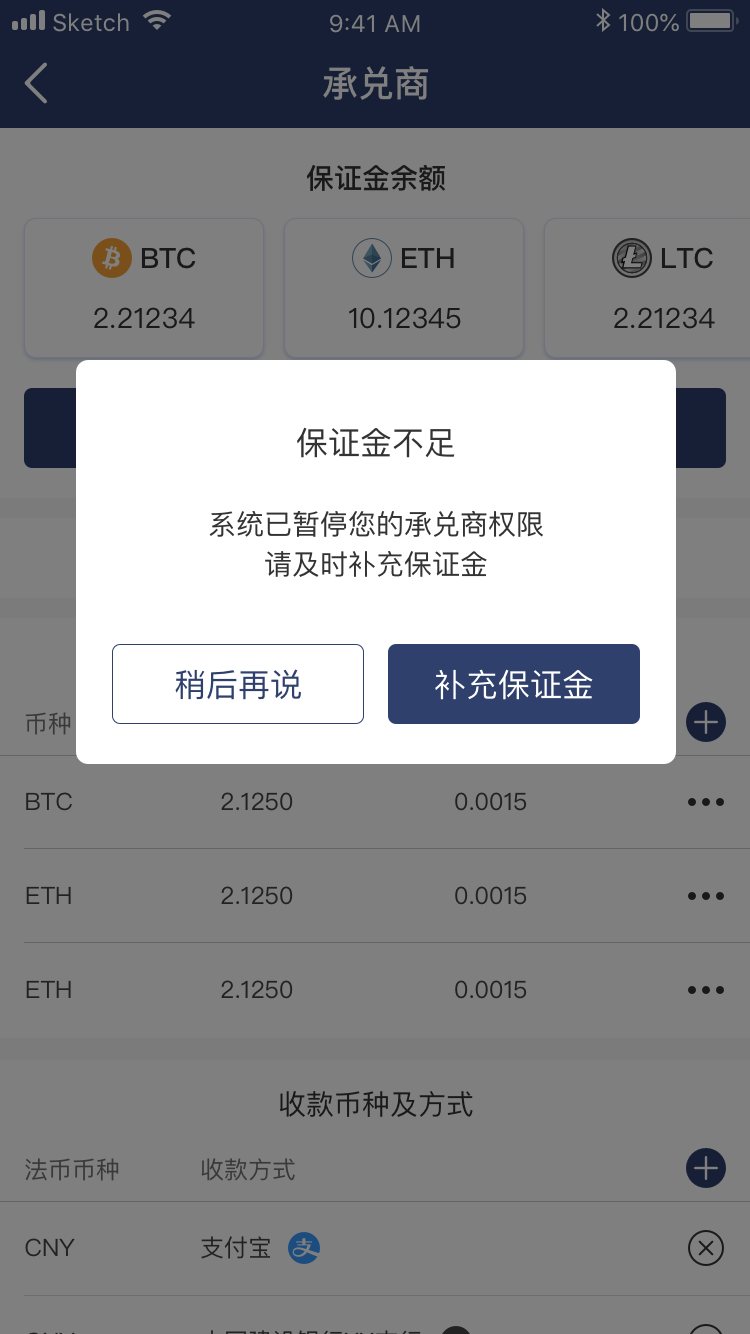 Sketch 9:41 AM 100%
承兑商
保证金余额
BTC ETH LTC
2.21234 10.12345 2.21234
保证金不足
系统已暂停您的承兑商权限
请及时补充保证金
稍后再说 补充保证金
币种
BTC 2.1250 0.0015
ETH 2.1250 0.0015
ETH 2.1250 0.0015
收款币种及方式
法币币种 收款方式
CNY 支付宝 支